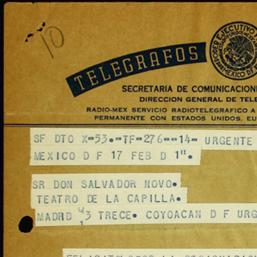 10
TELEGRAFOS
SECRETARIA DE COMUNICACION
DIRECCION GENERAL DE TELE
RADIO-MEX SERVICIO RADIOTELEGRAFICO A
PERMANENTE CON ESTADOS UNIDOS, EU
SF DTO X-53.-TF-276--14- URGENTE
MEXICO D F 17 FEB D 1".
SR DON SALVADOR NOVO.
TEATRO DE LA CAPILLA.
MADRID 43 TRECE. COYOACAN D F URG